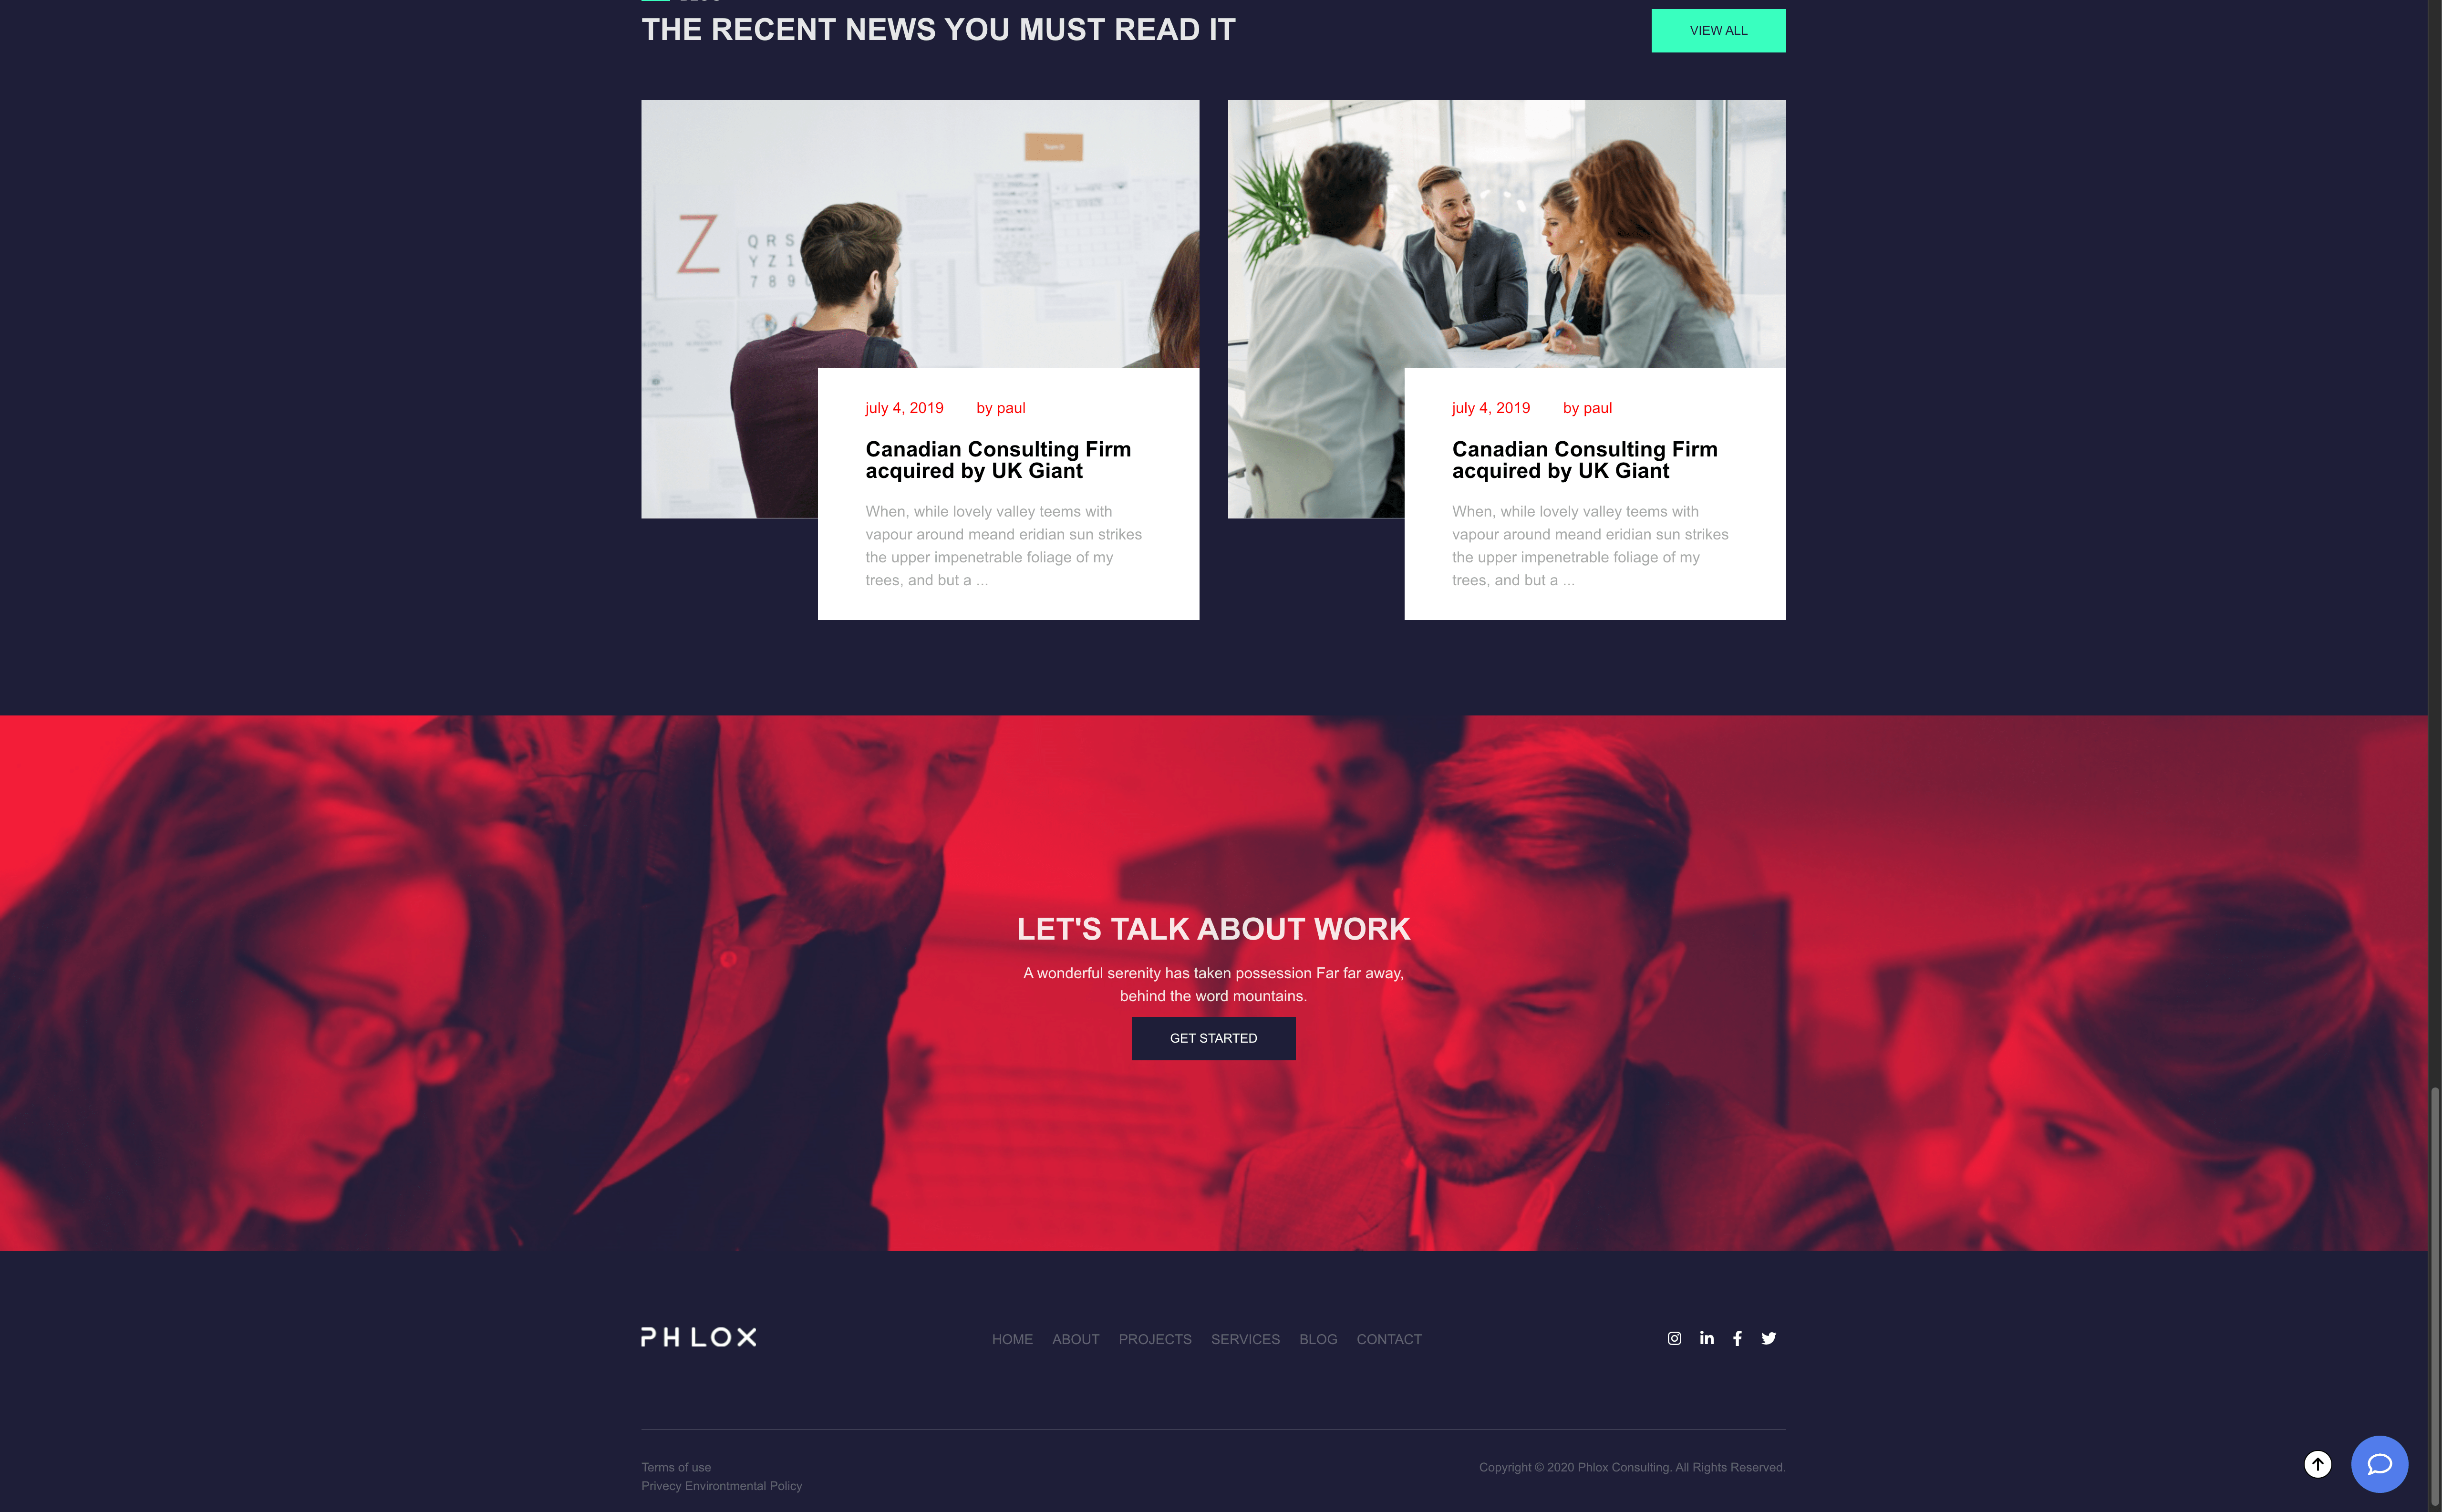 THE RECENT NEWS YOU MUST READ IT
VIEW ALL
Z
Q R S
Y Z 1
7 8 9
july 4, 2019 by paul
Canadian Consulting Firm
acquired by UK Giant
When, while lovely valley teems with
vapour around meand eridian sun strikes
the upper impenetrable foliage of my
trees, and but a ...
july 4, 2019 by paul
Canadian Consulting Firm
acquired by UK Giant
When, while lovely valley teems with
vapour around meand eridian sun strikes
the upper impenetrable foliage of my
trees, and but a ...
LET'S TALK ABOUT WORK
A wonderful serenity has taken possession Far far away,
behind the word mountains.
GET STARTED
PHLOX
HOME ABOUT PROJECTS SERVICES BLOG CONTACT
Terms of use
Privecy Environtmental Policy
Copyright © 2020 Phlox Consulting. All Rights Reserved.